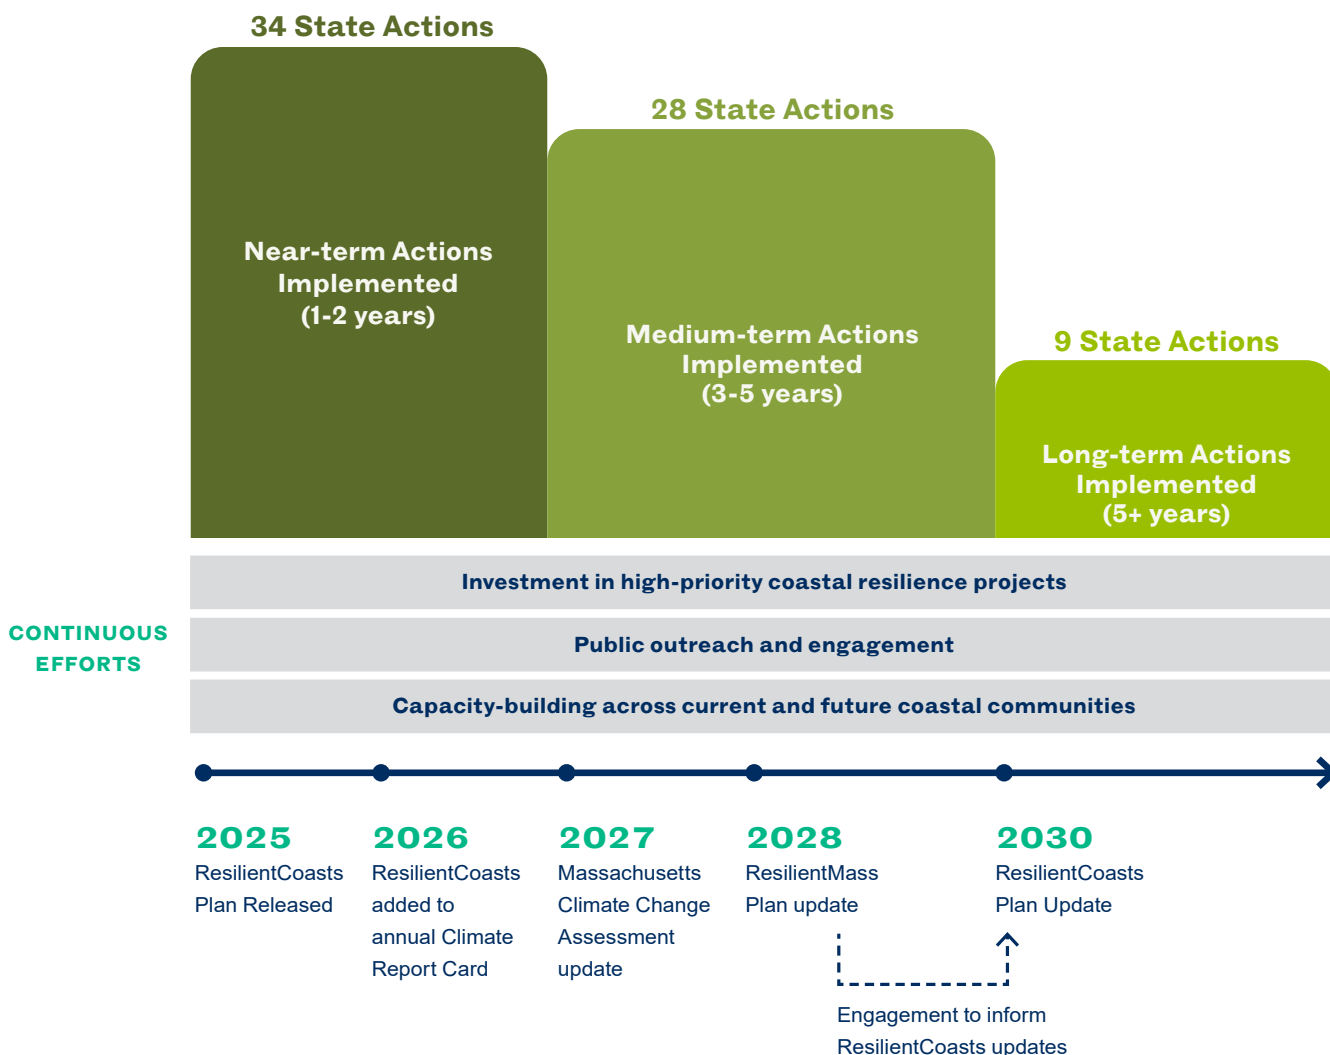 34 State Actions
28 State Actions
9 State Actions
Near-term Actions
Implemented
(1-2 years)
Medium-term Actions
Implemented
(3-5 years)
Long-term Actions
Implemented
(5+ years)
CONTINUOUS
EFFORTS
Investment in high-priority coastal resilience projects
Public outreach and engagement
Capacity-building across current and future coastal communities
2025
ResilientCoasts
Plan Released
2026
ResilientCoasts
added to
annual Climate
Report Card
2027
Massachusetts
Climate Change
Assessment
update
2028
ResilientMass
Plan update
2030
ResilientCoasts
Plan Update
Engagement to inform
ResilientCoasts updates